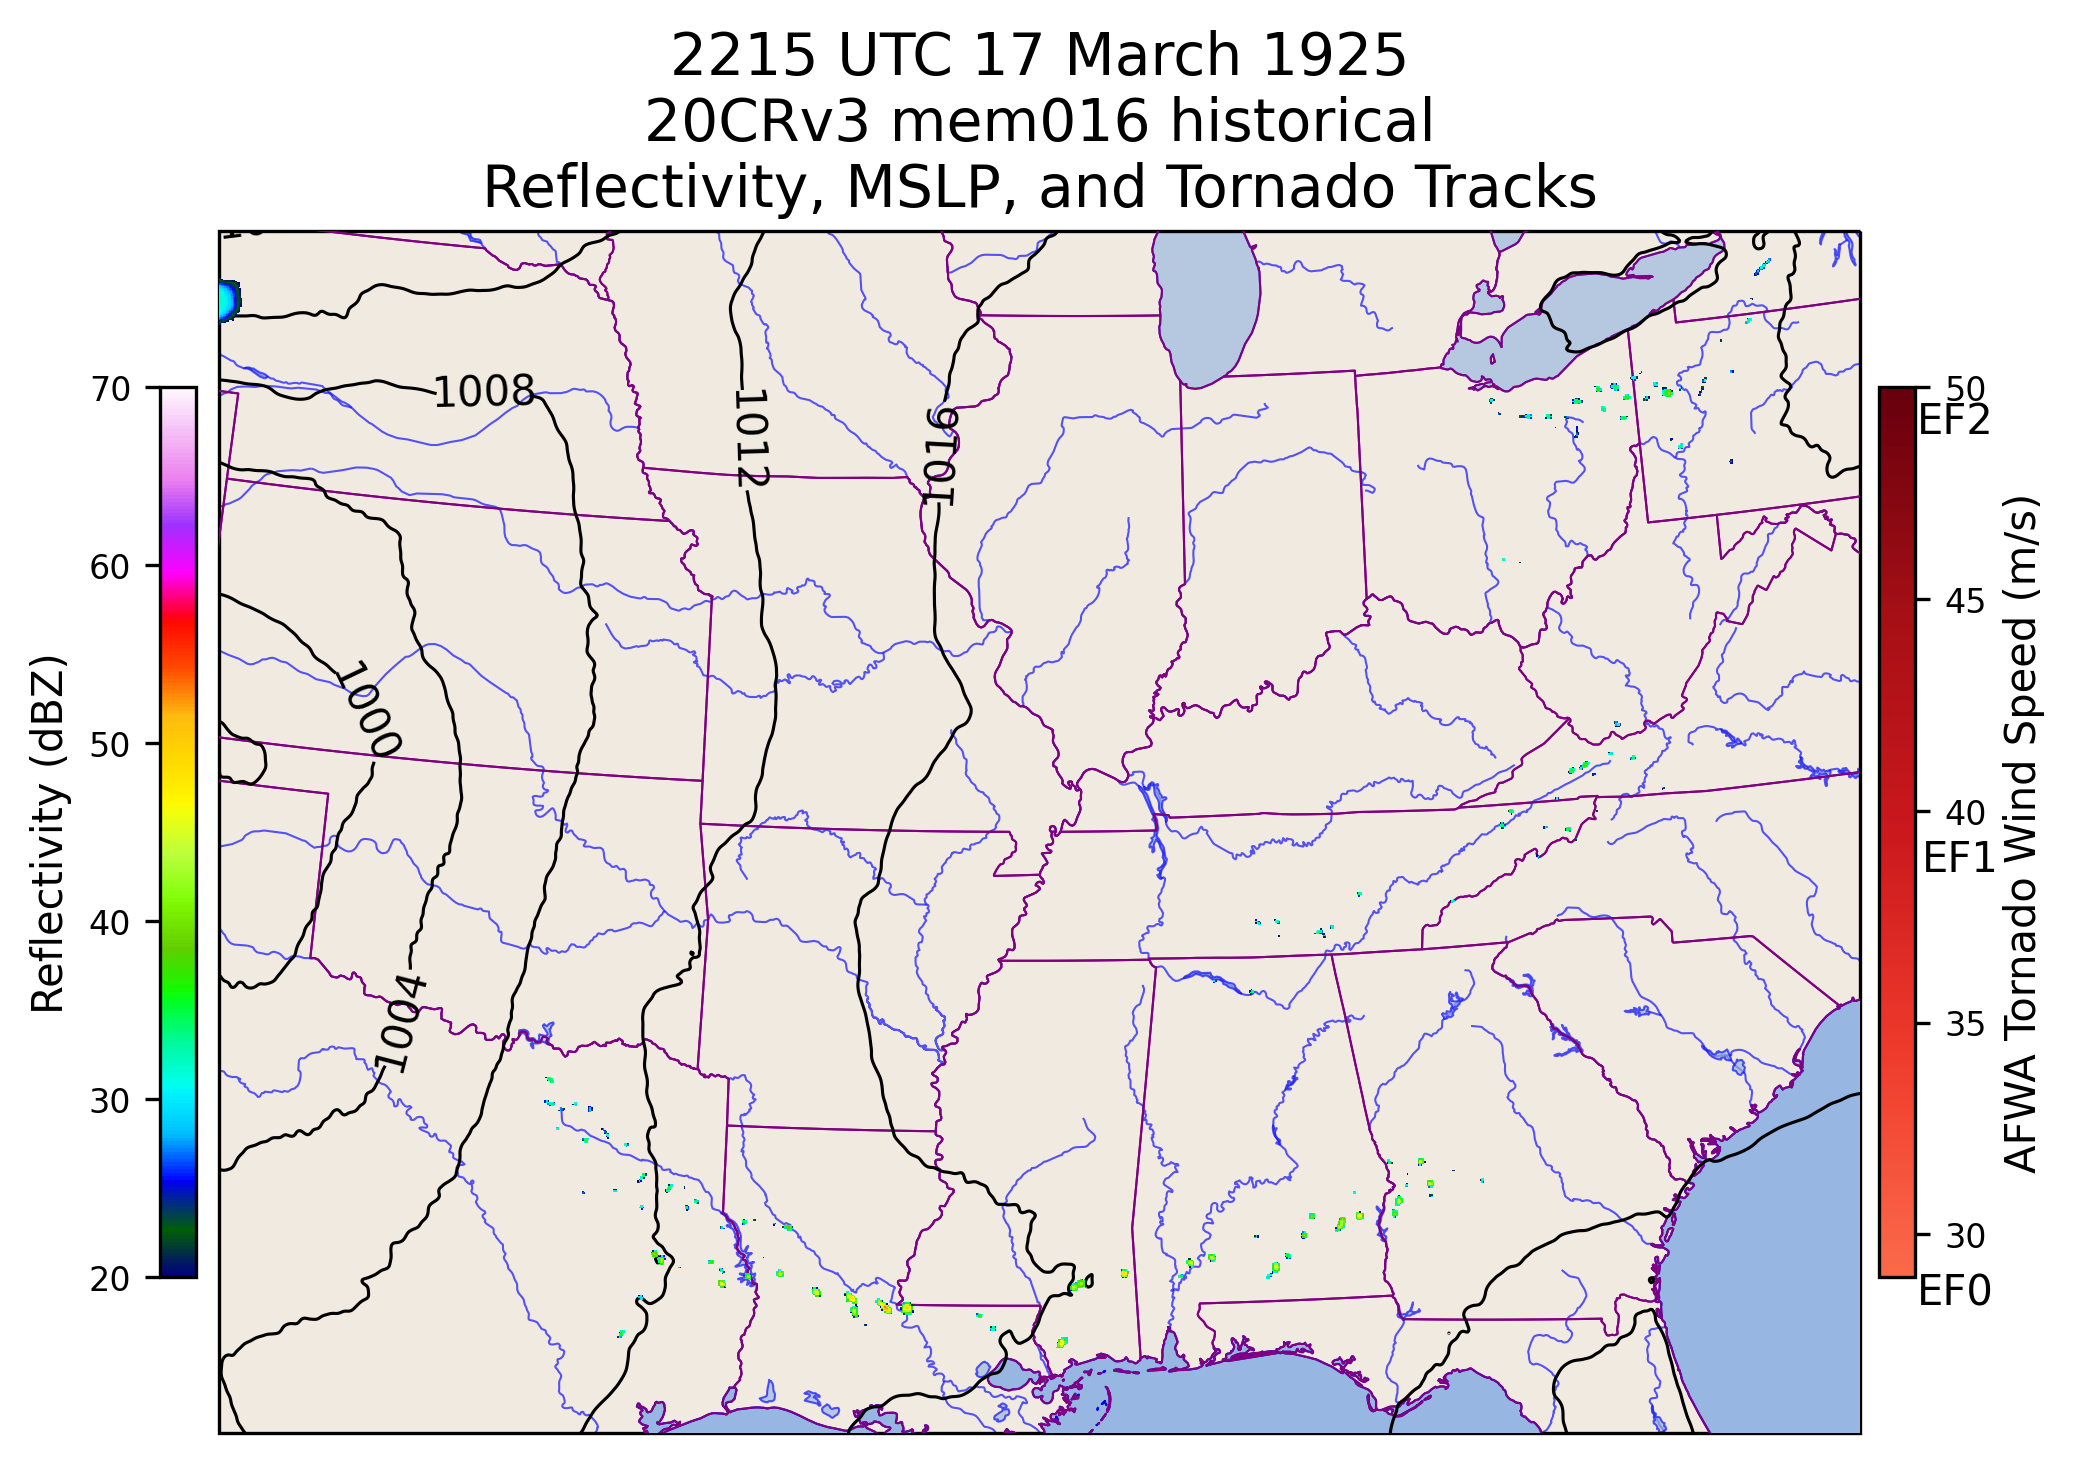 2215 UTC 17 March 1925
20CRv3 mem016 historical
Reflectivity, MSLP, and Tornado Tracks
1008
1012
1016
1000
1004
70
60
50
40
30
20
Reflectivity (dBZ)
50
EF2
45
40
EF1
35
30
EF0
AFWA Tornado Wind Speed (m/s)